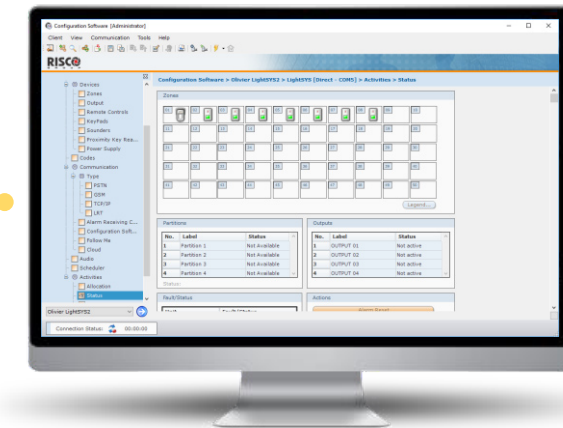 Configuration Software [Administrator]
Client View Communication Tools Help
RISCO
Configuration Software > Olivier LightSYS2 > LightSYS [Direct - COM5] > Activities > Status
Devices
Zones
Output
Remote Controls
KeyPads
Sounders
Proximity Key Rea...
Power Supply
Codes
Communication
Type
PSTN
GSM
TCP/IP
LRT
Alarm Receiving C...
Configuration Soft...
Follow Me
Cloud
Audio
Scheduler
Activities
Allocation
Status
Olivier LightSYS2
Connection Status: 00:00:00
Zones
Legend...
Partitions
No. Label Status
1 Partition 1 Not Available
2 Partition 2 Not Available
3 Partition 3 Not Available
4 Partition 4 Not Available
Status:
Outputs
No. Label Status
1 OUTPUT 01 Not active
2 OUTPUT 02 Not active
3 OUTPUT 03 Not active
4 OUTPUT 04 Not active
Fault/Status
Actions